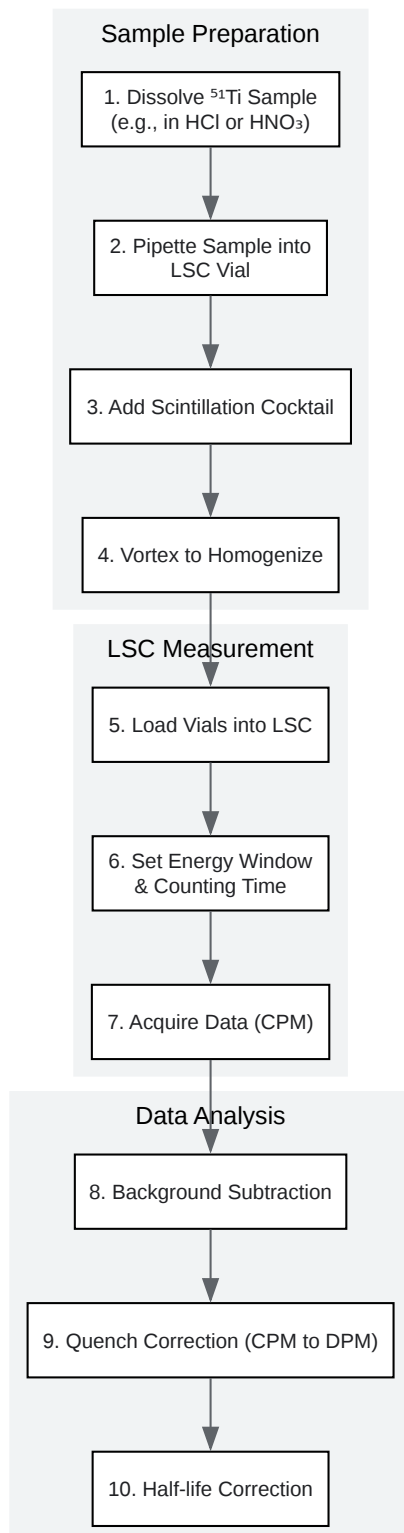 Sample Preparation
1. Dissolve ⁵¹Ti Sample
(e.g., in HCl or HNO₃)
2. Pipette Sample into
LSC Vial
3. Add Scintillation Cocktail
4. Vortex to Homogenize
LSC Measurement
5. Load Vials into LSC
6. Set Energy Window
& Counting Time
7. Acquire Data (CPM)
Data Analysis
8. Background Subtraction
9. Quench Correction (CPM to DPM)
10. Half-life Correction